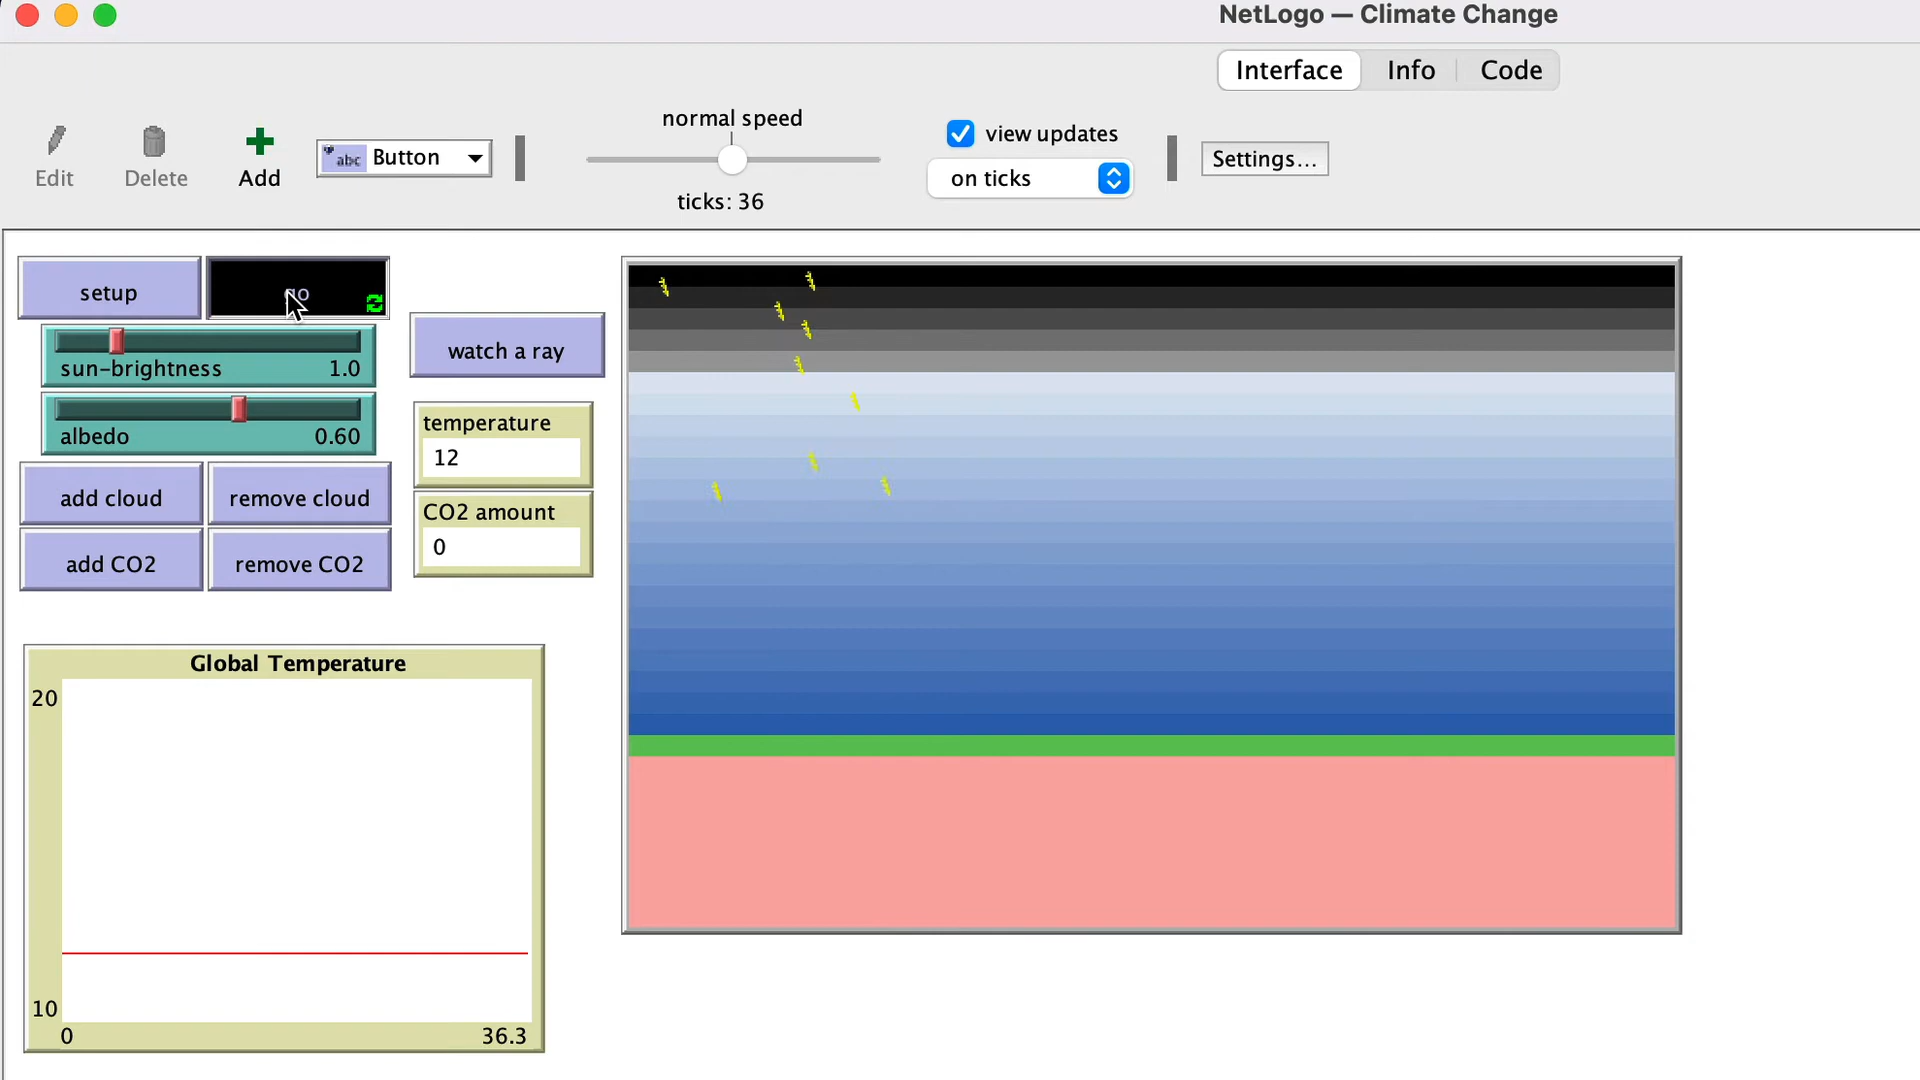 NetLogo — Climate Change
Interface
Info
Code
Edit
Delete
Add
abc
Button
normal speed
ticks: 36
view updates
on ticks
Settings...
setup
go
sun-brightness
1.0
albedo
0.60
watch a ray
temperature
12
CO2 amount
0
add cloud
remove cloud
add CO2
remove CO2
Global Temperature
20
10
0
36.3